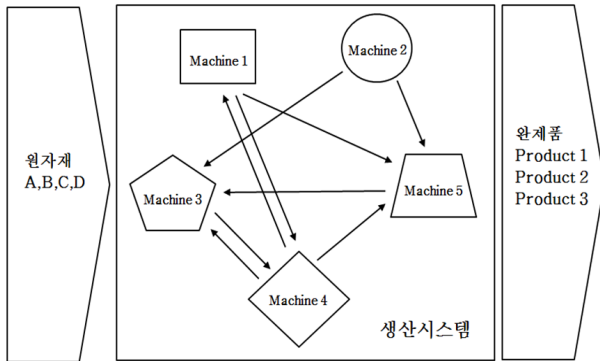 원자재
A,B,C,D
Machine 1
Machine 2
Machine 3
Machine 4
Machine 5
생산시스템
완제품
Product 1
Product 2
Product 3